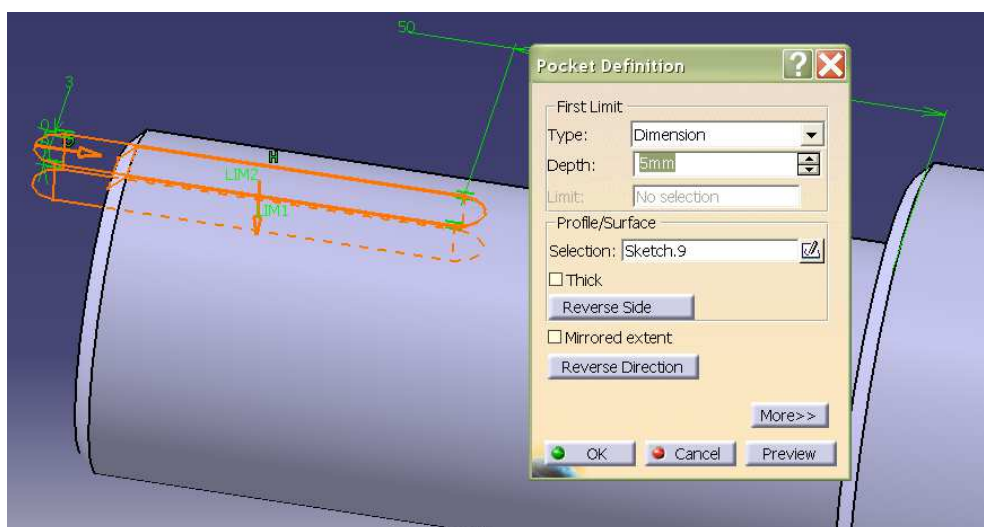 50
3
H
LIM2
LIM1
Pocket Definition
?
First Limit
Type: Dimension
Depth: 5mm
Limit: No selection
Profile/Surface
Selection: Sketch.9
Thick
Reverse Side
Mirrored extent
Reverse Direction
More>>
OK Cancel Preview